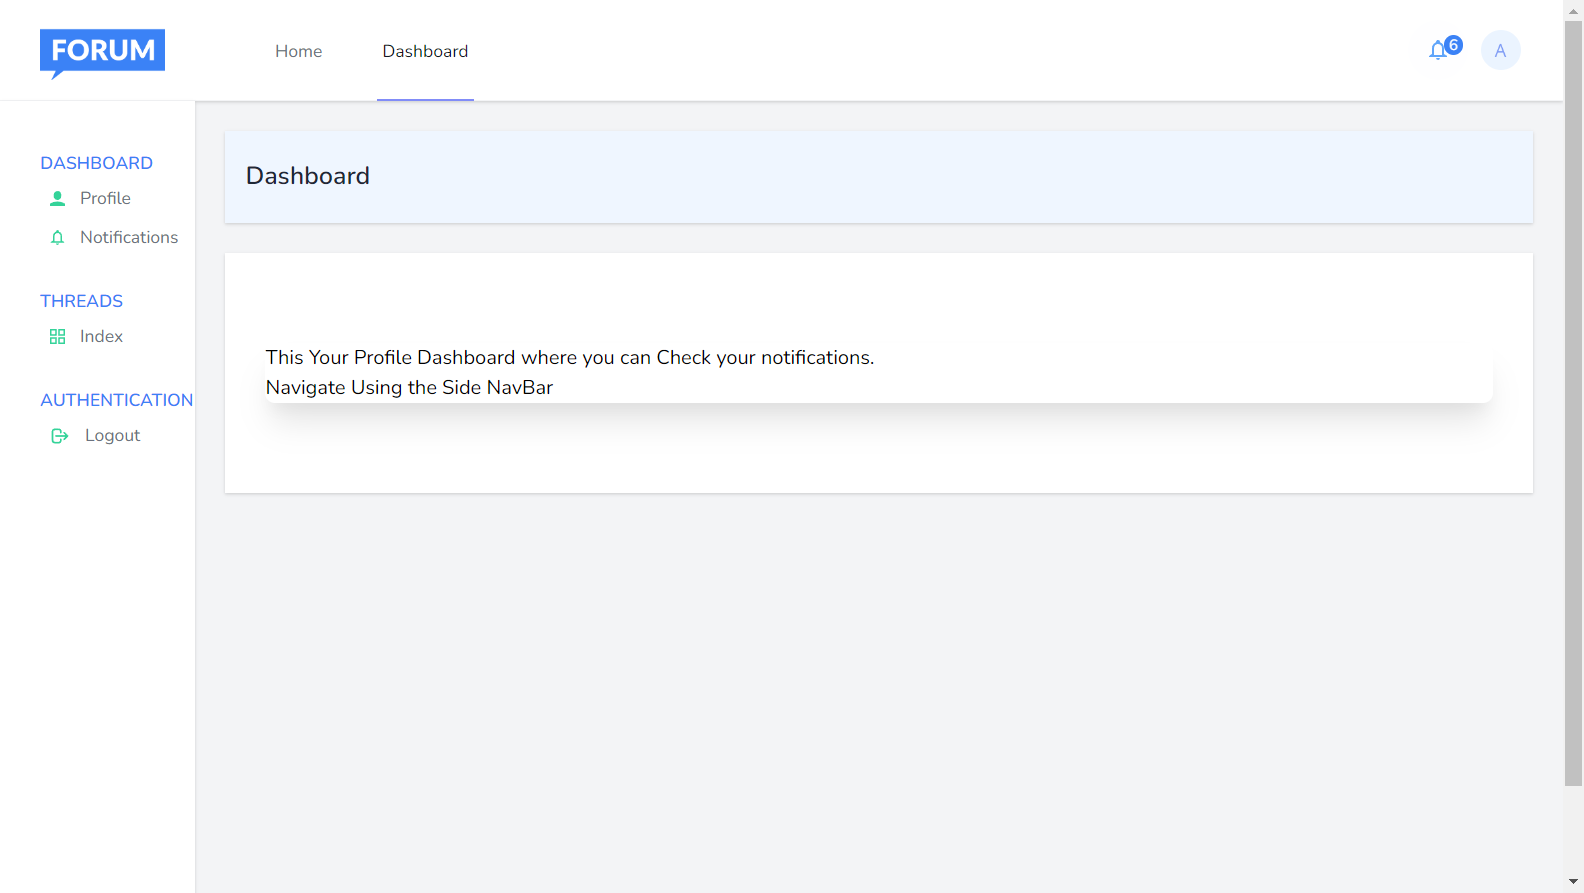 FORUM
Home
Dashboard
6
A
DASHBOARD
Profile
Notifications
THREADS
Index
AUTHENTICATION
Logout
Dashboard
This Your Profile Dashboard where you can Check your notifications.
Navigate Using the Side NavBar